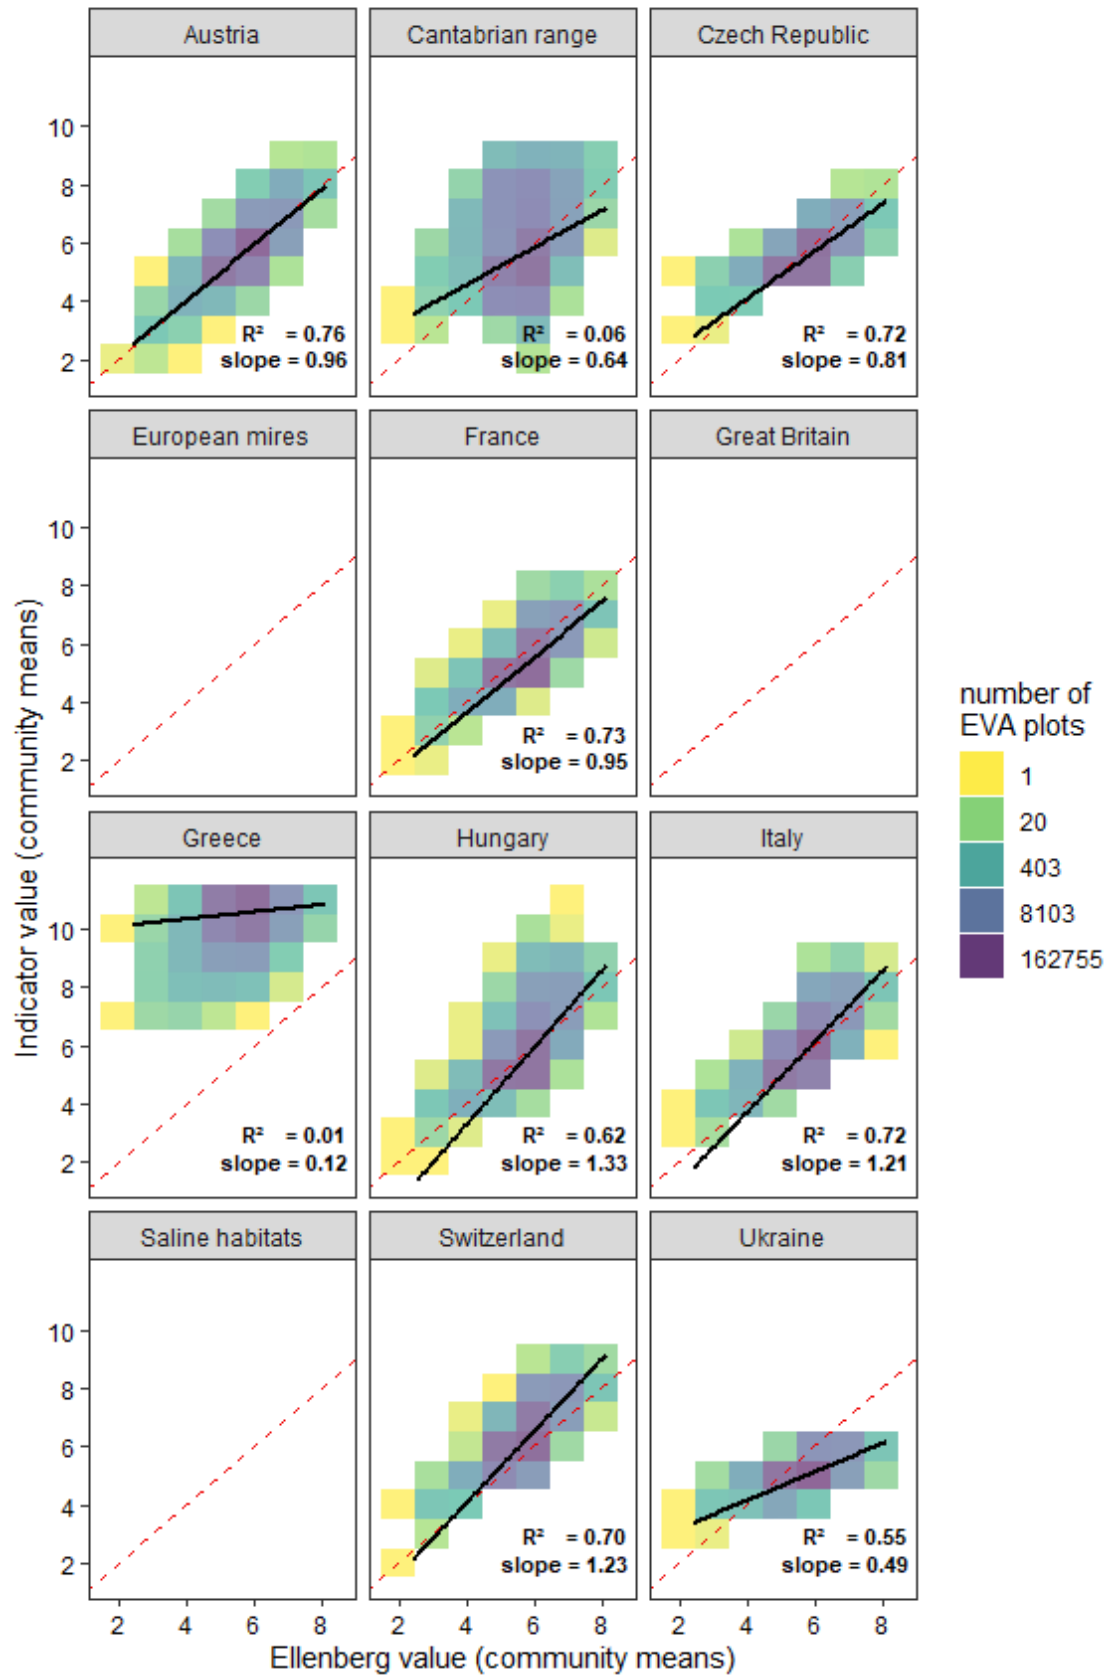 Austria
Cantabrian range
Czech Republic
10
8
6
4
2
R² = 0.76
slope = 0.96
R² = 0.06
slope = 0.64
R² = 0.72
slope = 0.81
European mires
France
Great Britain
10
8
6
4
2
R² = 0.73
slope = 0.95
Indicator value (community means)
number of
EVA plots
1
20
403
8103
162755
Greece
Hungary
Italy
10
8
6
4
2
R² = 0.01
slope = 0.12
R² = 0.62
slope = 1.33
R² = 0.72
slope = 1.21
Saline habitats
Switzerland
Ukraine
10
8
6
4
2
R² = 0.70
slope = 1.23
R² = 0.55
slope = 0.49
2 4 6 8
2 4 6 8
2 4 6 8
Ellenberg value (community means)